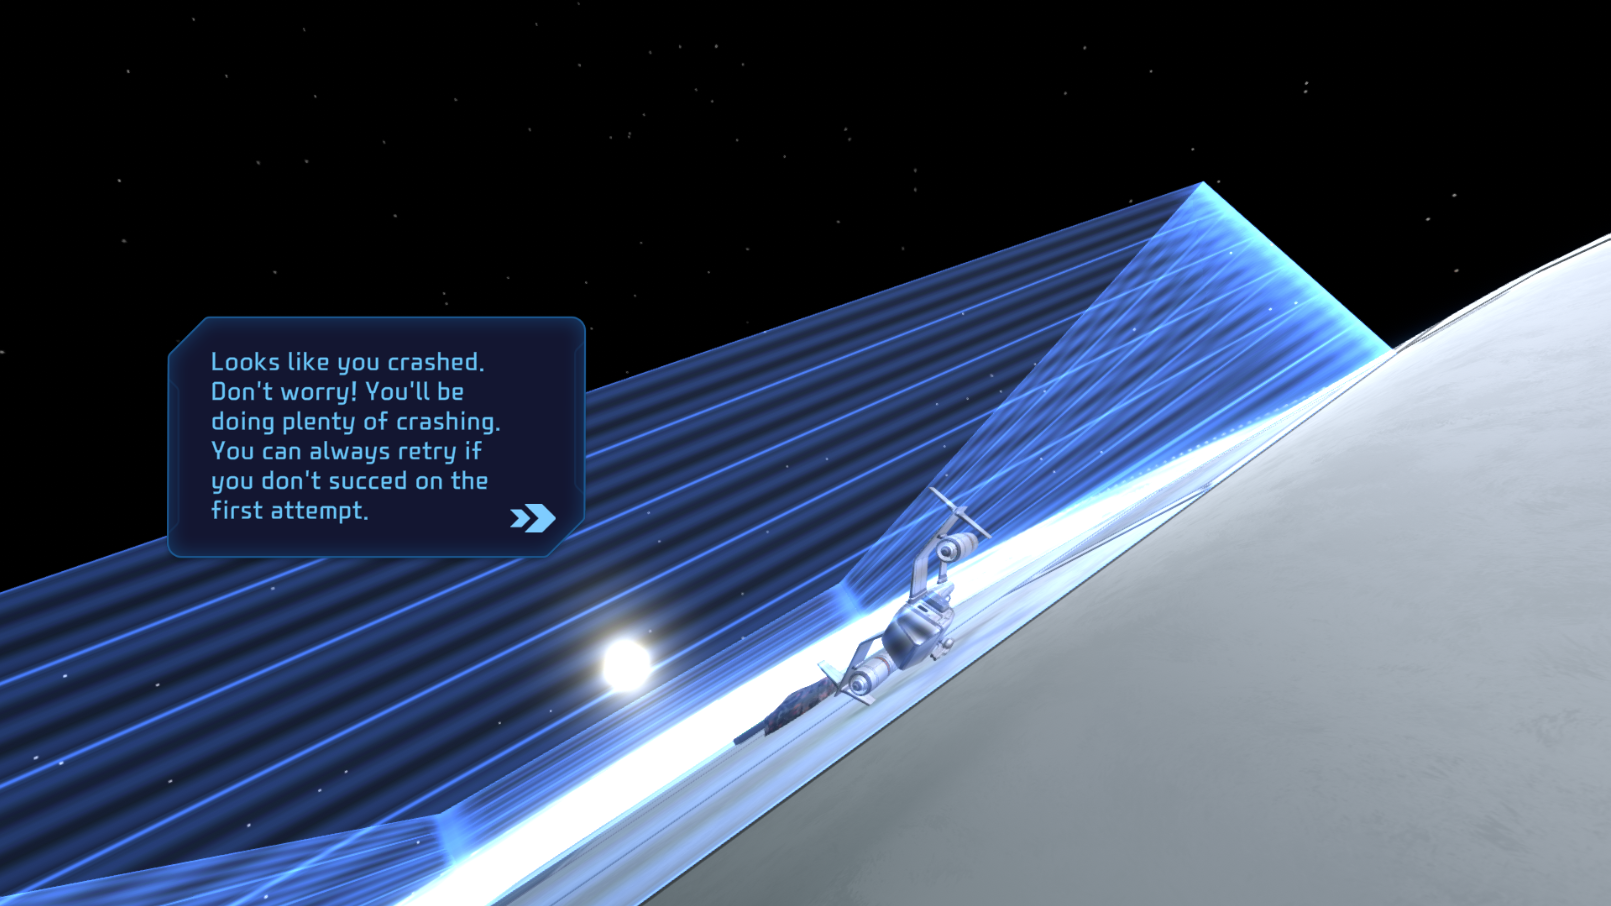 Looks like you crashed.
Don't worry! You'll be
doing plenty of crashing.
You can always retry if
you don't succed on the
first attempt.